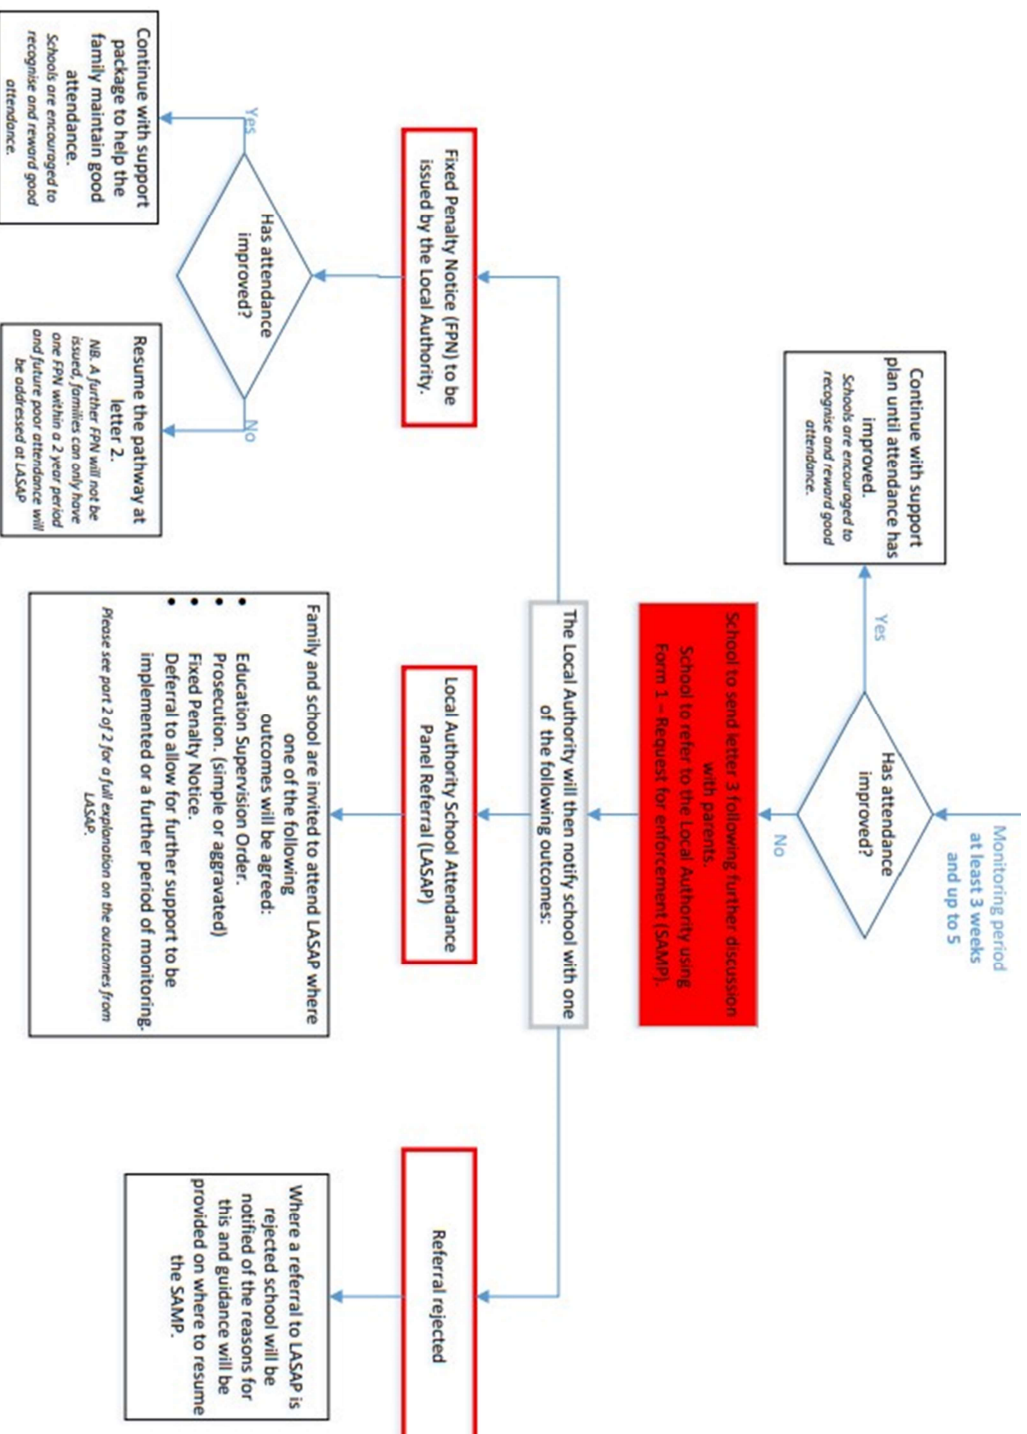 Monitoring period
at least 3 weeks
and up to 5
Has attendance
improved?
Yes
Continue with support
plan until attendance has
improved.
Schools are encouraged to
recognise and reward good
attendance.
No
School to send letter 3 following further discussion
with parents.
School to refer to the Local Authority using
Form 1 – Request for enforcement (SAMP).
The Local Authority will then notify school with one
of the following outcomes:
Fixed Penalty Notice (FPN) to be
issued by the Local Authority.
Has attendance
improved?
Yes
Continue with support
package to help the
family maintain good
attendance.
Schools are encouraged to
recognise and reward good
attendance.
No
Resume the pathway at
letter 2.
NB. A further FPN will not be
issued, families can only have
one FPN within a 2 year period
and future poor attendance will
be addressed at LASAP
Local Authority School Attendance
Panel Referral (LASAP)
Family and school are invited to attend LASAP where
one of the following
outcomes will be agreed:
• Education Supervision Order.
• Prosecution. (simple or aggravated)
• Fixed Penalty Notice.
• Deferral to allow for further support to be
implemented or a further period of monitoring.
Please see part 2 of 2 for a full explanation on the outcomes from
LASAP.
Referral rejected
Where a referral to LASAP is
rejected school will be
notified of the reasons for
this and guidance will be
provided on where to resume
the SAMP.